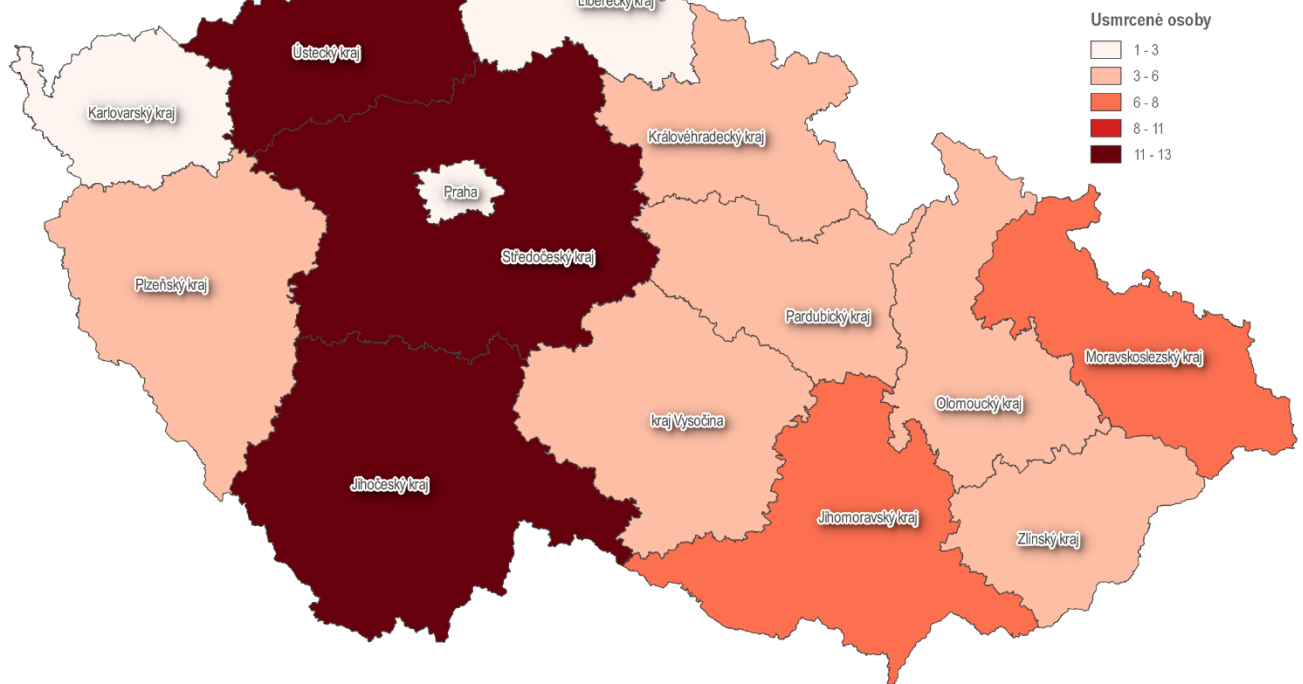 Liberecký kraj
Usmrcené osoby
1 - 3
3 - 6
6 - 8
8 - 11
11 - 13
Ústecký kraj
Karlovarský kraj
Královéhradecký kraj
Praha
Středočeský kraj
Plzeňský kraj
Pardubický kraj
Moravskoslezský kraj
Olomoucký kraj
kraj Vysočina
Jihočeský kraj
Jihomoravský kraj
Zlínský kraj